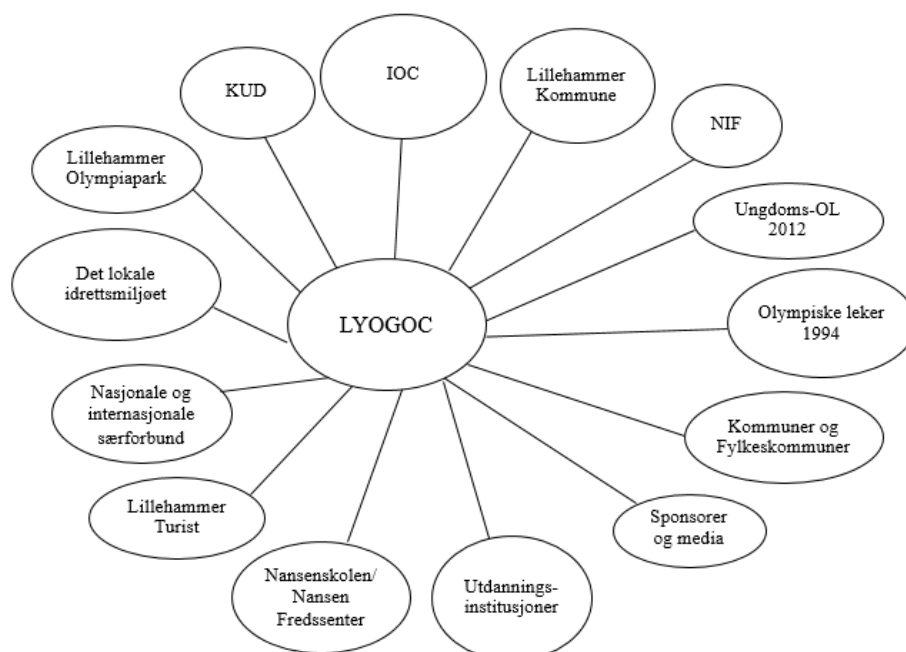 IOC
Lillehammer
Kommune
KUD
NIF
Lillehammer
Olympiapark
Ungdoms-OL
2012
Det lokale
idrettsmiljøet
LYOGOC
Olympiske leker
1994
Nasjonale og
internasjonale
særforbund
Kommuner og
Fylkeskommuner
Lillehammer
Turist
Sponsorer
og media
Nansenskolen/
Nansen
Fredssenter
Utdannings-
institusjoner